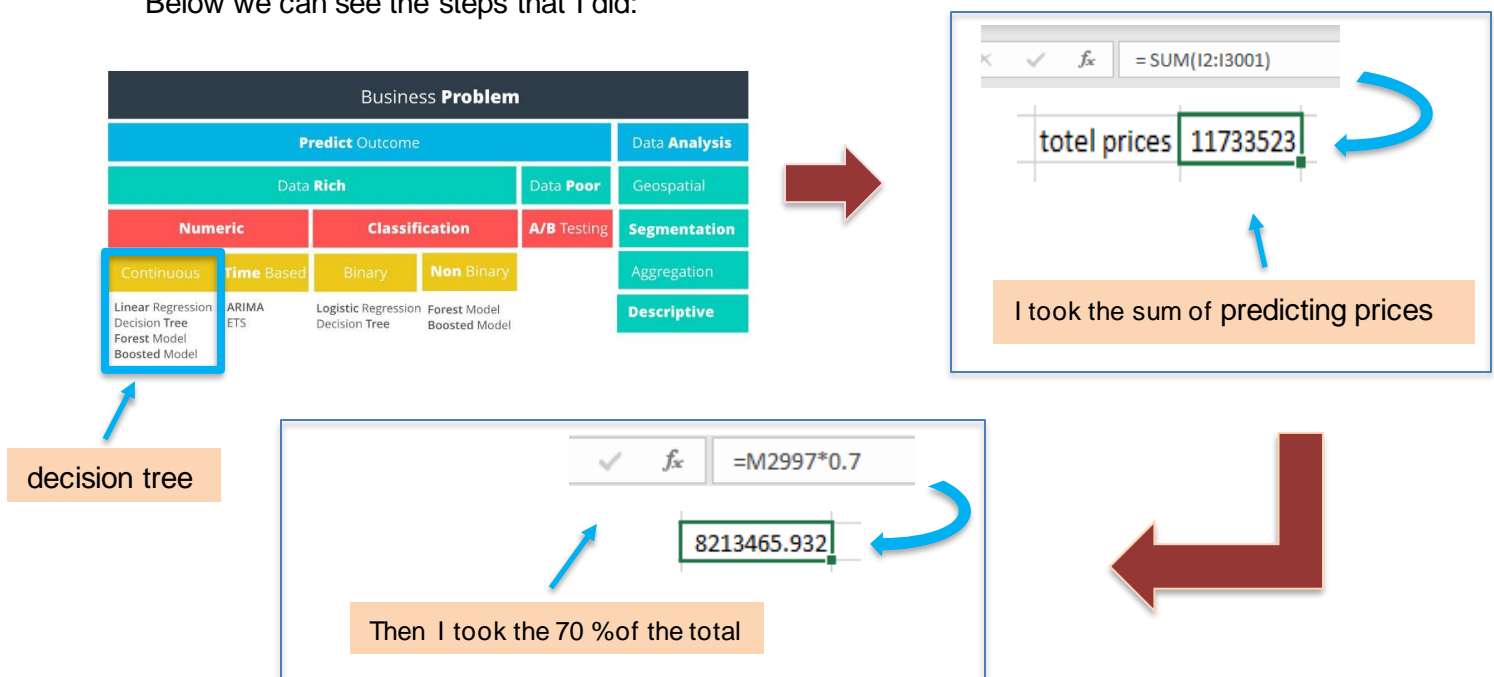 Below we can see the steps that I did:
Business Problem
Predict Outcome
Data Analysis
Data Rich
Data Poor
Geospatial
Numeric
Classification
A/B Testing
Segmentation
Continuous
Time Based
Binary
Non Binary
Aggregation
Linear Regression
Decision Tree
Forest Model
Boosted Model
ARIMA
ETS
Logistic Regression
Decision Tree
Forest Model
Boosted Model
Descriptive
decision tree
fx =SUM(I2:I3001)
totel prices 11733523
I took the sum of predicting prices
fx =M2997*0.7
8213465.932
Then I took the 70 %of the total